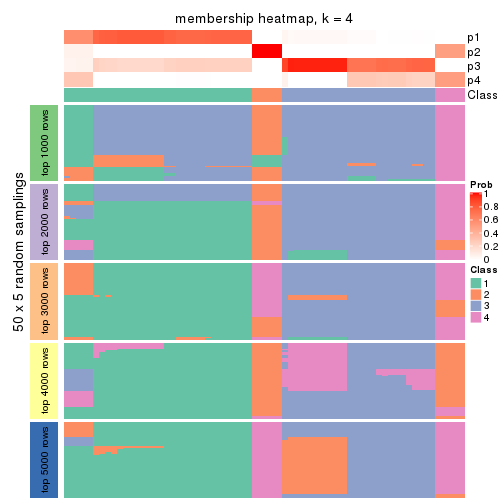 membership heatmap, k = 4
p1
p2
p3
p4
Class
50 x 5 random samplings
top 1000 rows
top 2000 rows
top 3000 rows
top 4000 rows
top 5000 rows
Prob
1
0.8
0.6
0.4
0.2
0
Class
1
2
3
4